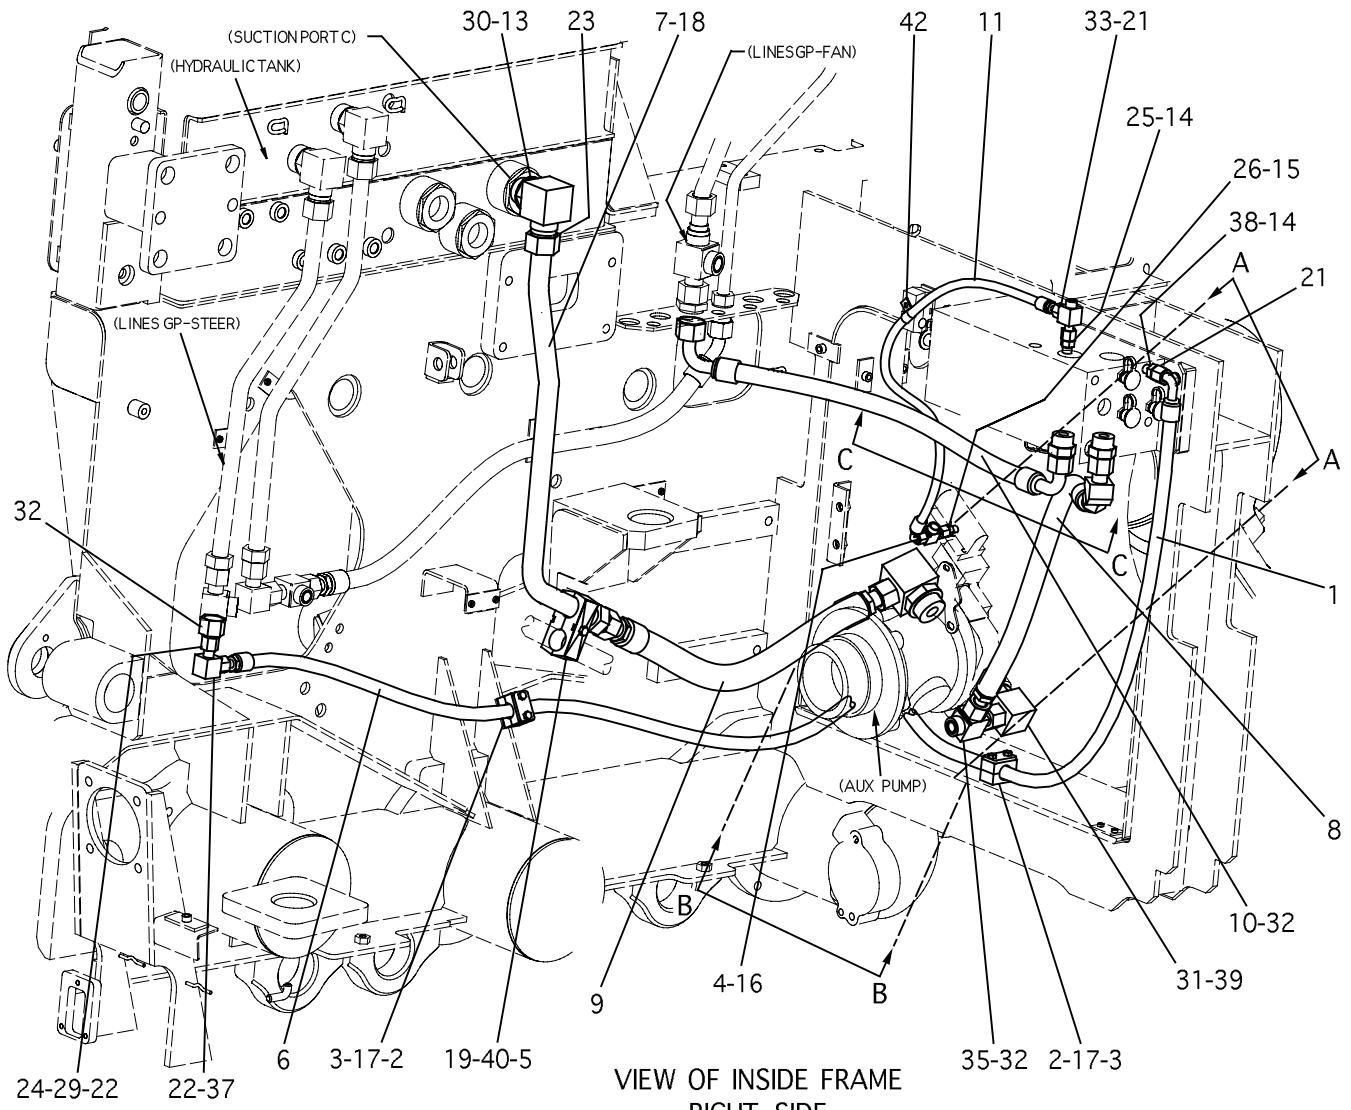 30-13
23
7-18
42
11
33-21
(SUCTION PORT C)
(LINES GP-FAN)
(HYDRAULIC TANK)
25-14
26-15
38-14
A
21
(LINES GP-STEER)
C
A
32
C
1
(AUX PUMP)
8
B
10-32
4-16
31-39
B
9
24-29-22
22-37
6
3-17-2
19-40-5
35-32
2-17-3
VIEW OF INSIDE FRAME
RIGHT SIDE